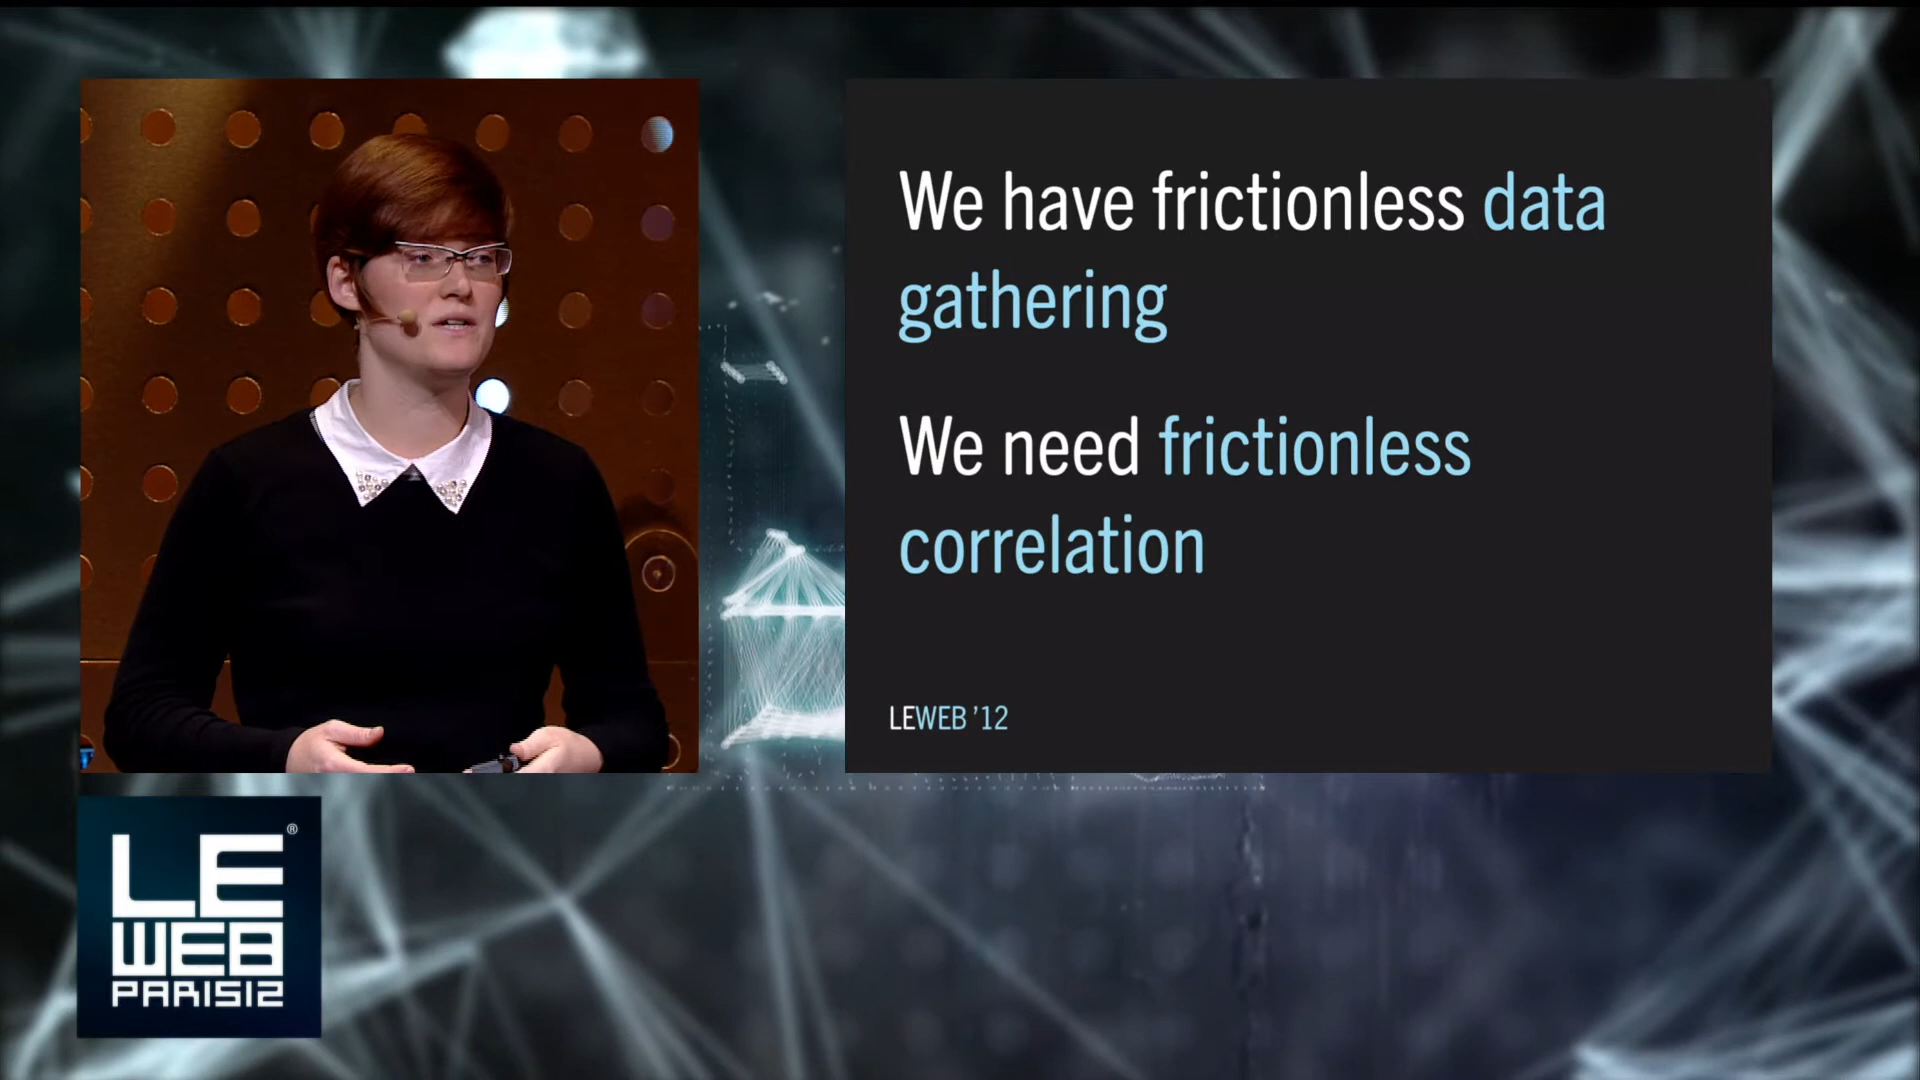 We have frictionless data
gathering
We need frictionless
correlation
LEWEB '12
LE
WEB
PARIS12
®